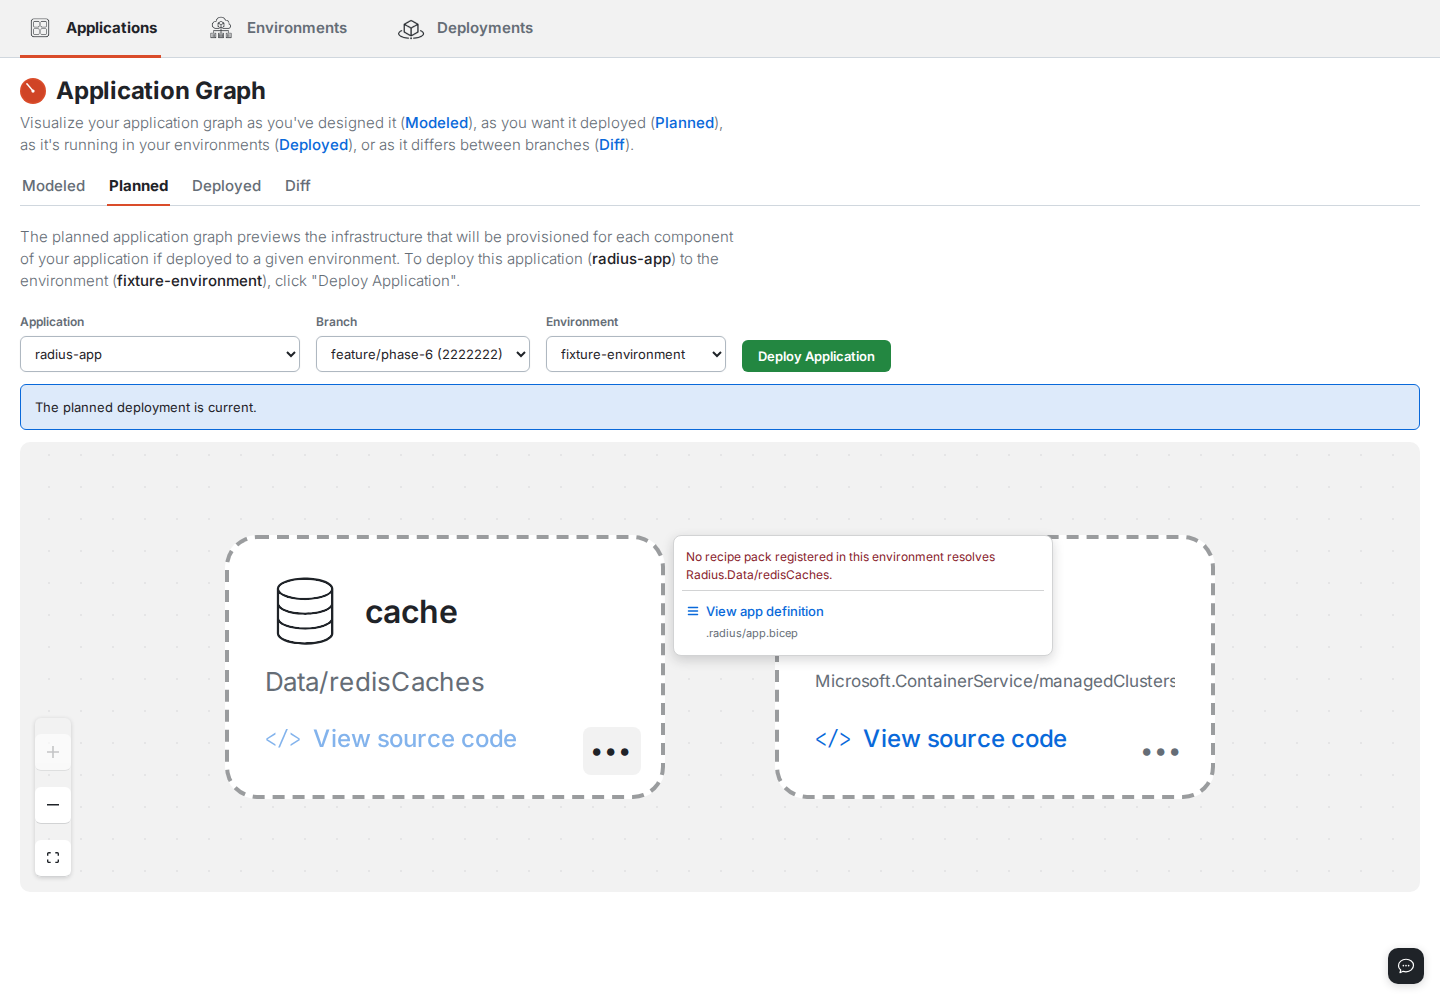 Applications
Environments
Deployments
Application Graph
Visualize your application graph as you've designed it (Modeled), as you want it deployed (Planned),
as it's running in your environments (Deployed), or as it differs between branches (Diff).
Modeled
Planned
Deployed
Diff
The planned application graph previews the infrastructure that will be provisioned for each component
of your application if deployed to a given environment. To deploy this application (radius-app) to the
environment (fixture-environment), click "Deploy Application".
Application
Branch
Environment
radius-app
feature/phase-6 (2222222)
fixture-environment
Deploy Application
The planned deployment is current.
cache
Data/redisCaches
</> View source code
No recipe pack registered in this environment resolves
Radius.Data/redisCaches.
View app definition
.radius/app.bicep
Microsoft.ContainerService/managedClusters
</> View source code